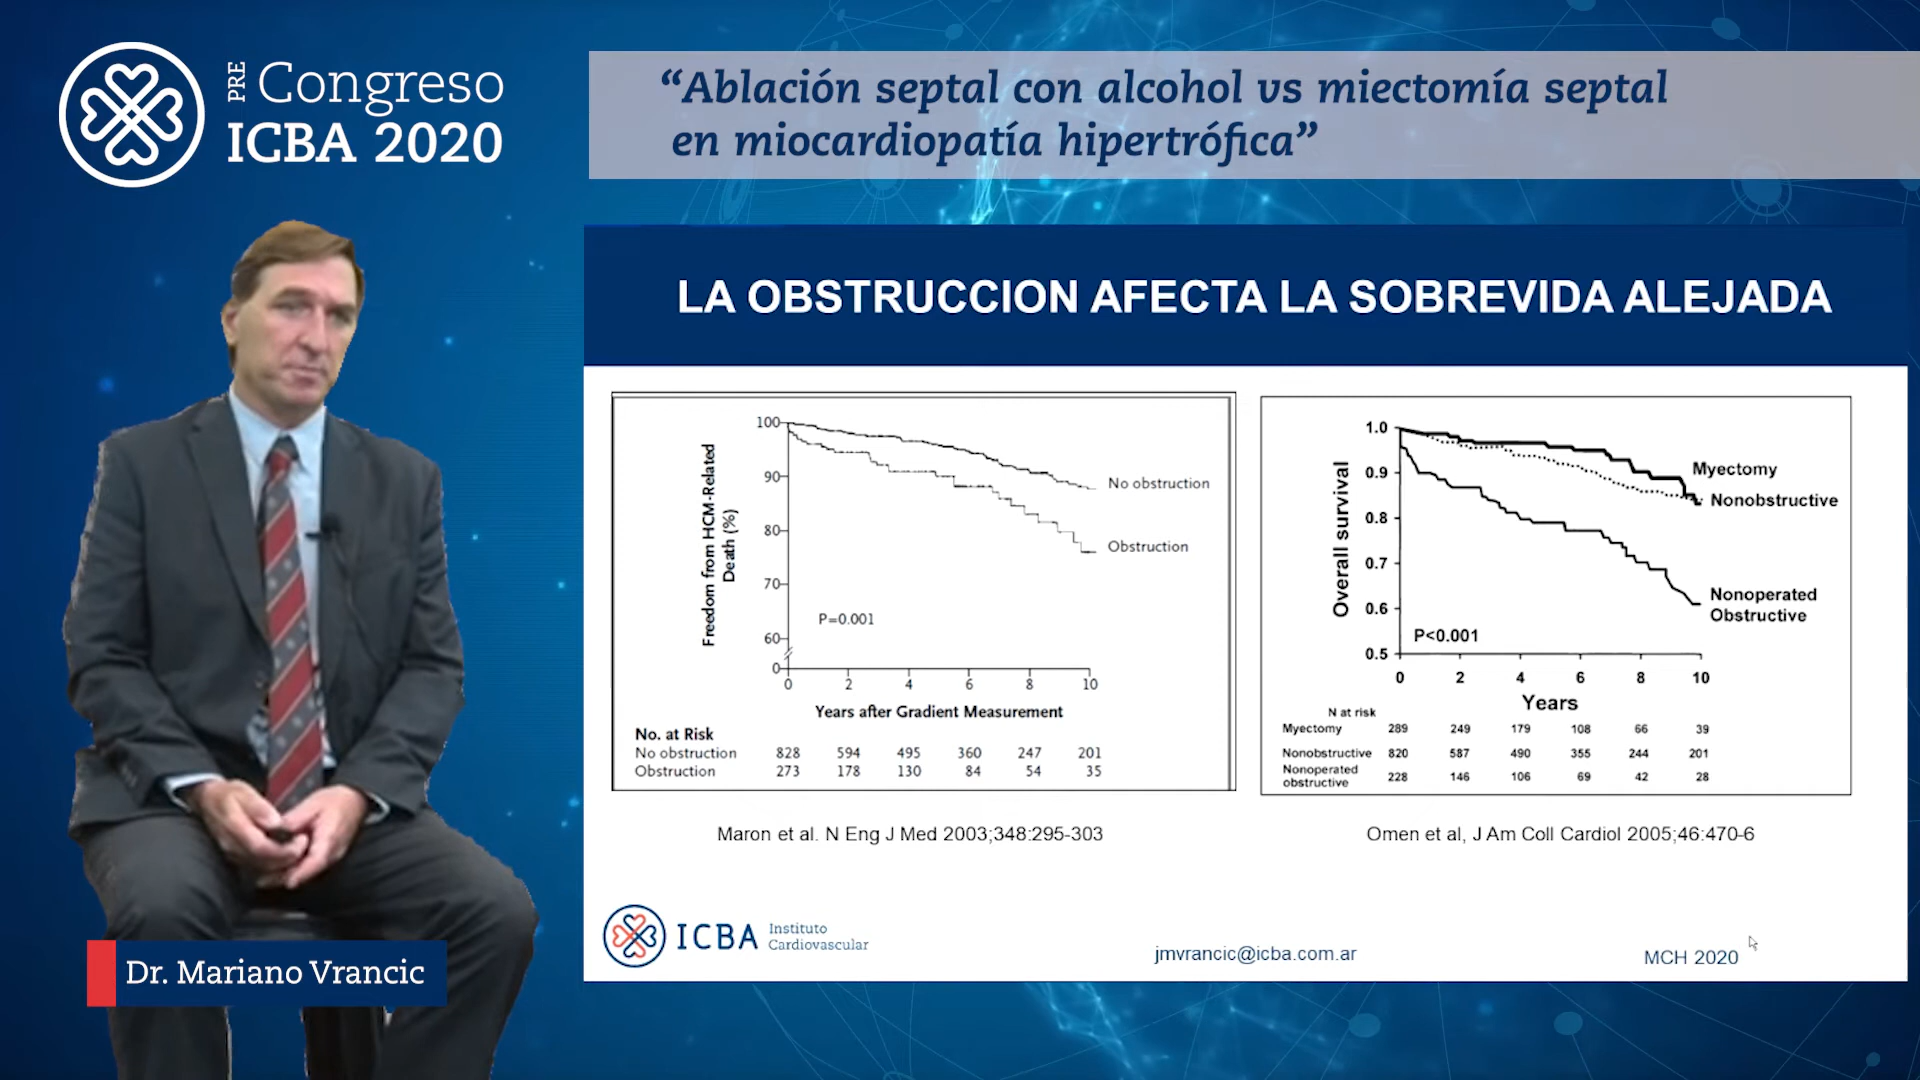 PRE Congreso
ICBA 2020
“Ablación septal con alcohol vs miectomía septal
en miocardiopatía hipertrófica”
LA OBSTRUCCION AFECTA LA SOBREVIDA ALEJADA
Freedom from HCM-Related
Death (%)
100
90
80
70
60
0
No obstruction
Obstruction
P=0.001
0 2 4 6 8 10
Years after Gradient Measurement
No. at Risk
No obstruction 828 594 495 360 247 201
Obstruction 273 178 130 84 54 35
Maron et al. N Eng J Med 2003;348:295-303
Overall survival
1.0
0.9
0.8
0.7
0.6
0.5
Myectomy
Nonobstructive
Nonoperated
Obstructive
P<0.001
0 2 4 6 8 10
Years
N at risk
Myectomy 289 249 179 108 66 39
Nonobstructive 820 587 490 355 244 201
Nonoperated
obstructive 228 146 106 69 42 28
Omen et al, J Am Coll Cardiol 2005;46:470-6
ICBA Instituto
Cardiovascular
jmvrancic@icba.com.ar
MCH 2020
Dr. Mariano Vrancic